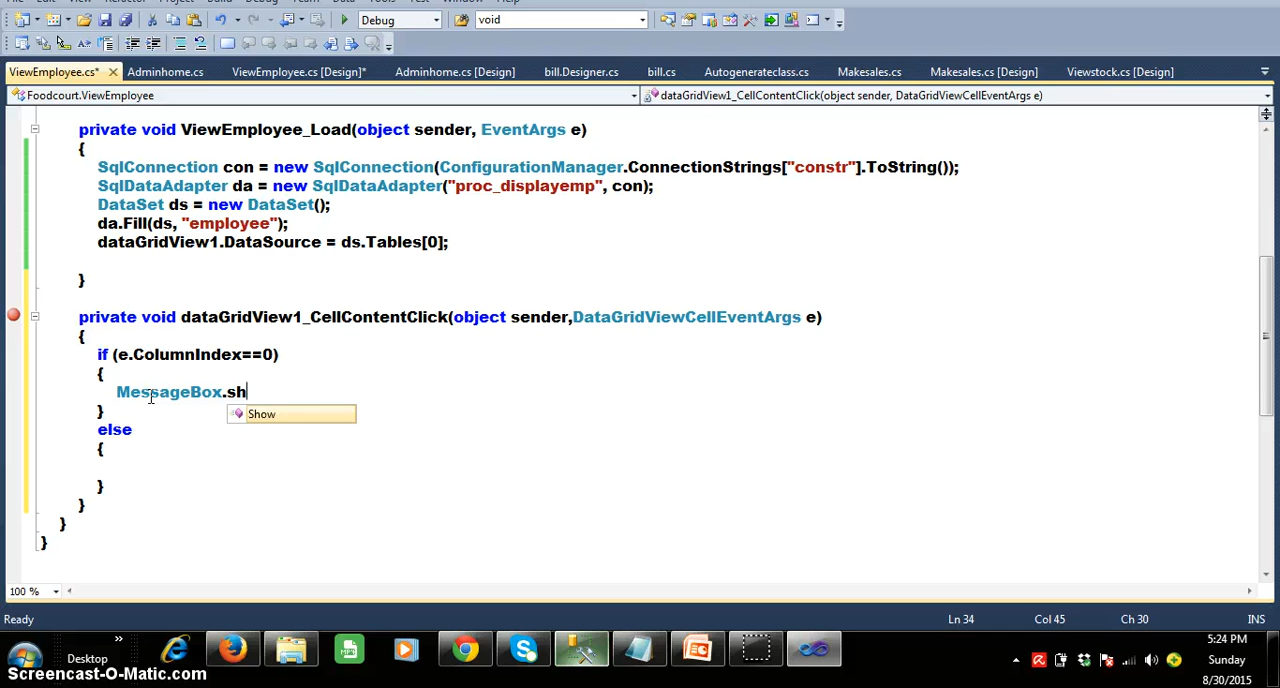 Debug void
ViewEmployee.cs* Adminhome.cs ViewEmployee.cs [Design]* Adminhome.cs [Design] bill.Designer.cs bill.cs Autogenerateclass.cs Makesales.cs Makesales.cs [Design] Viewstock.cs [Design]
Foodcourt.ViewEmployee dataGridView1_CellContentClick(object sender, DataGridViewCellEventArgs e)
private void ViewEmployee_Load(object sender, EventArgs e)
{
SqlConnection con = new SqlConnection(ConfigurationManager.ConnectionStrings["constr"].ToString());
SqlDataAdapter da = new SqlDataAdapter("proc_displayemp", con);
DataSet ds = new DataSet();
da.Fill(ds, "employee");
dataGridView1.DataSource = ds.Tables[0];
}
private void dataGridView1_CellContentClick(object sender,DataGridViewCellEventArgs e)
{
if (e.ColumnIndex==0)
{
MessageBox.sh
}
Show
else
{
}
}
}
}
100 %
Ready Ln 34 Col 45 Ch 30 INS
Desktop
5:24 PM
Sunday
8/30/2015
Screencast-O-Matic.com